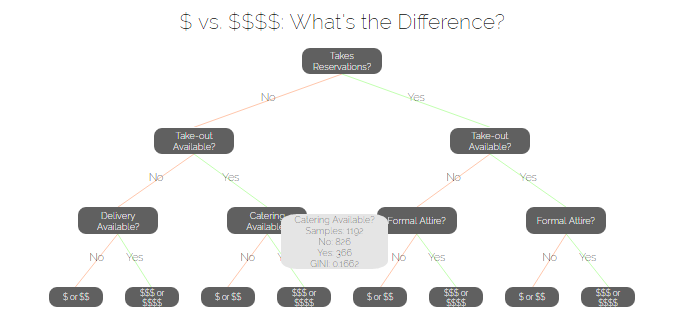 $ vs. $$$$: What's the Difference?
Takes
Reservations?
No
Yes
Take-out
Available?
Take-out
Available?
No
Yes
No
Yes
Delivery
Available?
Catering
Available
Catering Available?
Samples: 1192
No: 826
Yes: 366
GINI: 0.1662
Formal Attire?
Formal Attire?
No
Yes
No
No
Yes
No
Yes
$ or $$
$$$ or
$$$$
$ or $$
$$$ or
$$$$
$ or $$
$$$ or
$$$$
$ or $$
$$$ or
$$$$